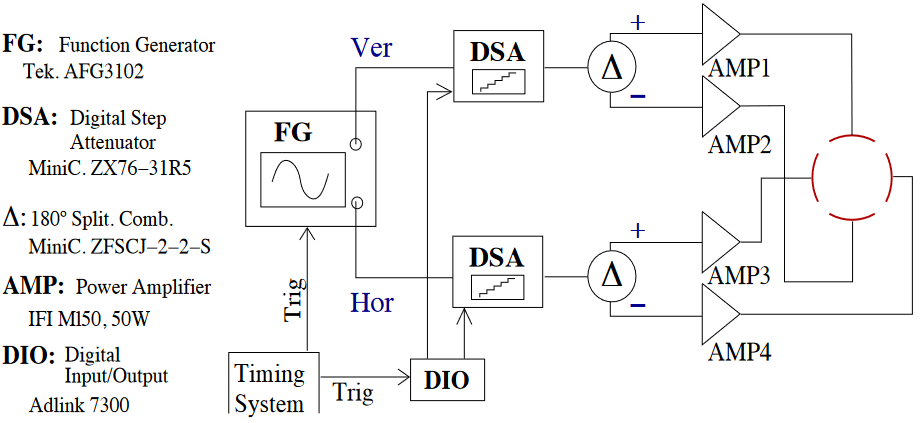 FG: Function Generator
Tek. AFG3102
DSA: Digital Step
Attenuator
MiniC. ZX76–31R5
Δ: 180º Split. Comb.
MiniC. ZFSCJ–2–2–S
AMP: Power Amplifier
IFI M150, 50W
DIO: Digital
Input/Output
Adlink 7300
Ver
FG
Hor
Trig
Timing
System
Trig
DIO
DSA
Δ
+
–
AMP1
AMP2
DSA
Δ
+
–
AMP3
AMP4